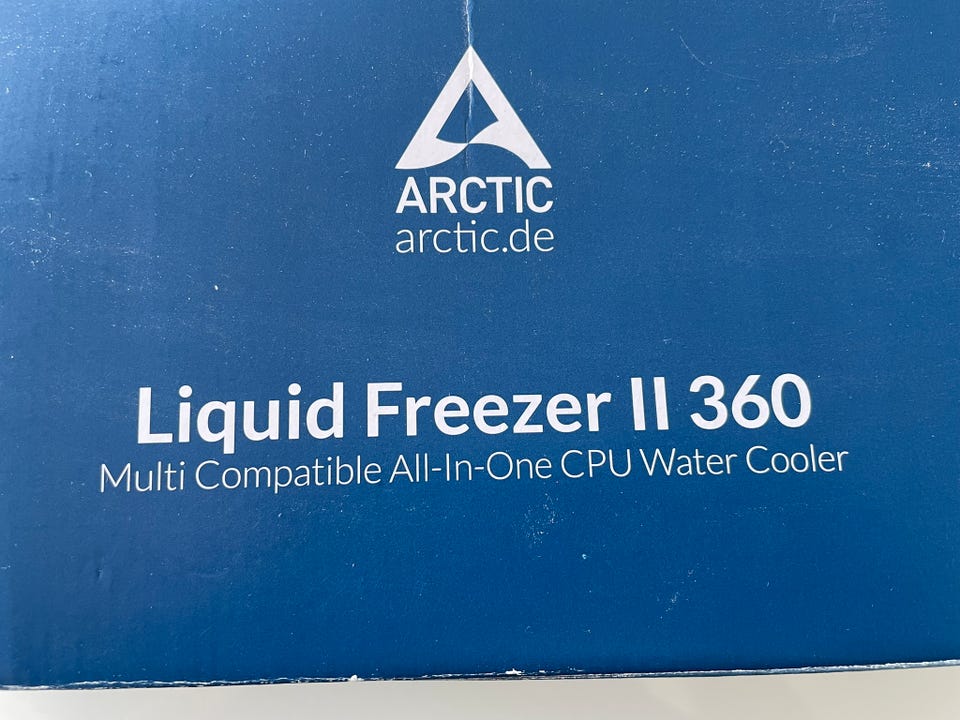 ARCTIC
arctic.de
Liquid Freezer II 360
Multi Compatible All-In-One CPU Water Cooler